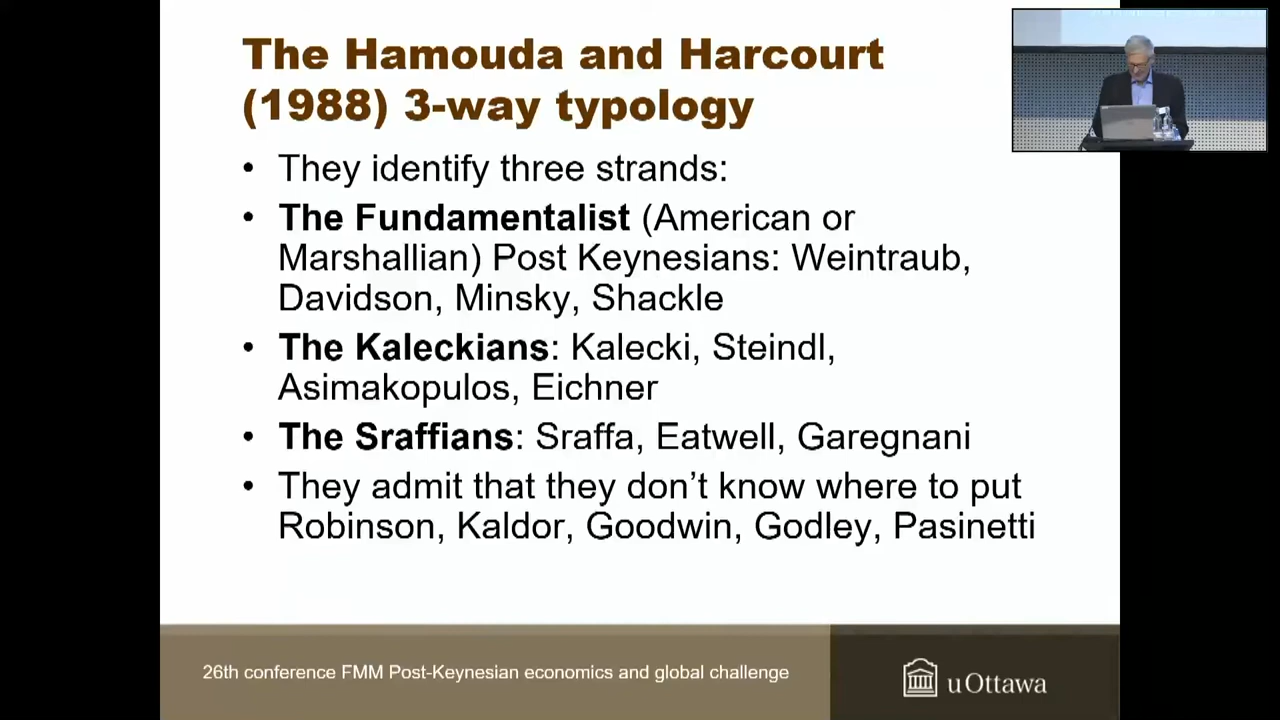 The Hamouda and Harcourt
(1988) 3-way typology
• They identify three strands:
• The Fundamentalist (American or
Marshallian) Post Keynesians: Weintraub,
Davidson, Minsky, Shackle
• The Kaleckians: Kalecki, Steindl,
Asimakopulos, Eichner
• The Sraffians: Sraffa, Eatwell, Garegnani
• They admit that they don’t know where to put
Robinson, Kaldor, Goodwin, Godley, Pasinetti
26th conference FMM Post-Keynesian economics and global challenge
uOttawa